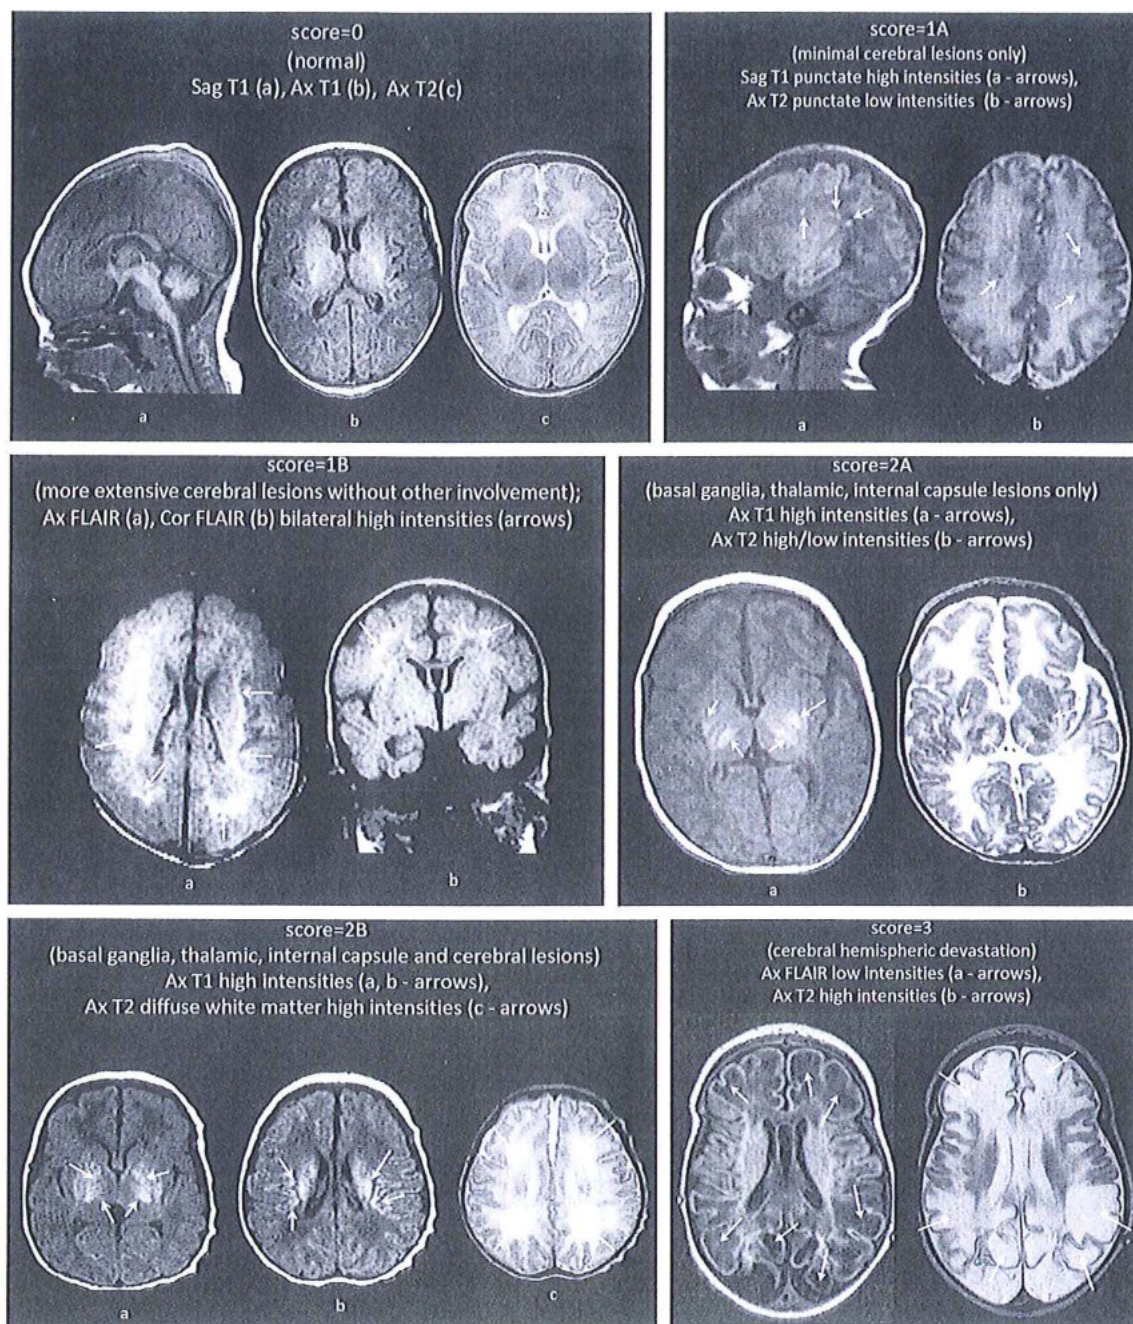 score=0
(normal)
Sag T1 (a), Ax T1 (b), Ax T2(c)
a
b
c
score=1A
(minimal cerebral lesions only)
Sag T1 punctate high intensities (a - arrows),
Ax T2 punctate low intensities (b - arrows)
a
b
score=1B
(more extensive cerebral lesions without other involvement);
Ax FLAIR (a), Cor FLAIR (b) bilateral high intensities (arrows)
a
b
score=2A
(basal ganglia, thalamic, internal capsule lesions only)
Ax T1 high intensities (a - arrows),
Ax T2 high/low intensities (b - arrows)
a
b
score=2B
(basal ganglia, thalamic, internal capsule and cerebral lesions)
Ax T1 high intensities (a, b - arrows),
Ax T2 diffuse white matter high intensities (c - arrows)
a
b
c
score=3
(cerebral hemispheric devastation)
Ax FLAIR low intensities (a - arrows),
Ax T2 high intensities (b - arrows)